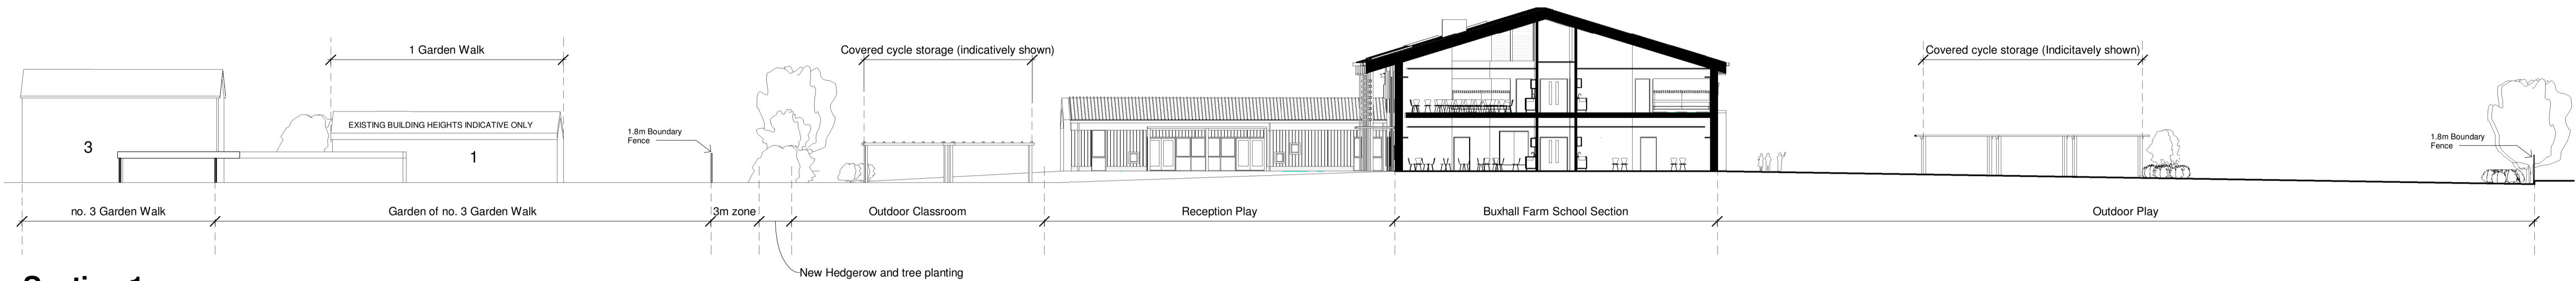 1 Garden Walk
Covered cycle storage (indicatively shown)
Covered cycle storage (Indicitavely shown)
EXISTING BUILDING HEIGHTS INDICATIVE ONLY
3
1
1.8m Boundary
Fence
1.8m Boundary
Fence
no. 3 Garden Walk
Garden of no. 3 Garden Walk
3m zone
Outdoor Classroom
Reception Play
Buxhall Farm School Section
Outdoor Play
New Hedgerow and tree planting